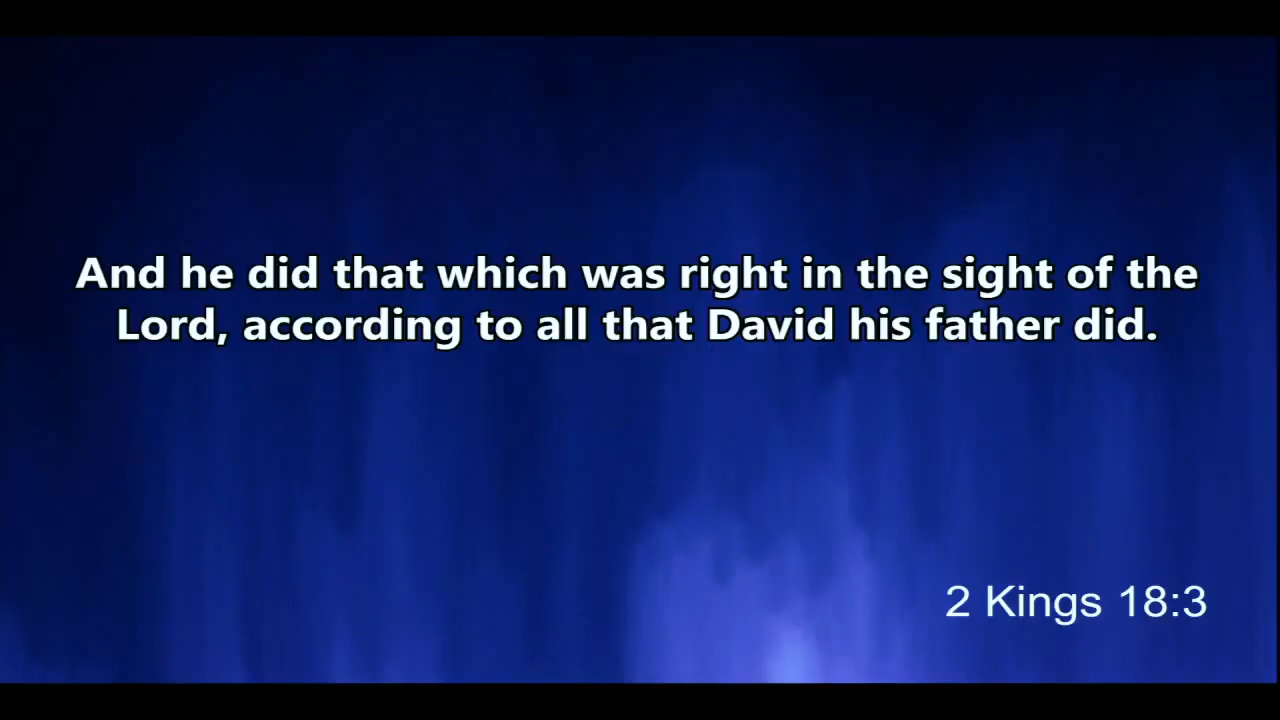 And he did that which was right in the sight of the
Lord, according to all that David his father did.
2 Kings 18:3